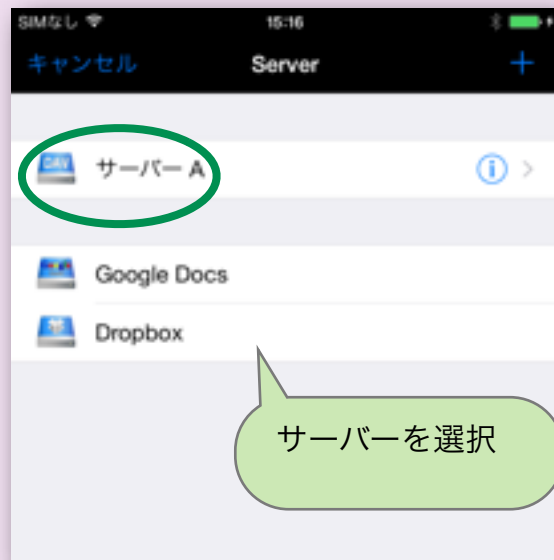 SIMなし 15:16
キャンセル Server +
DAV サーバー A i >
Google Docs
Dropbox
サーバーを選択